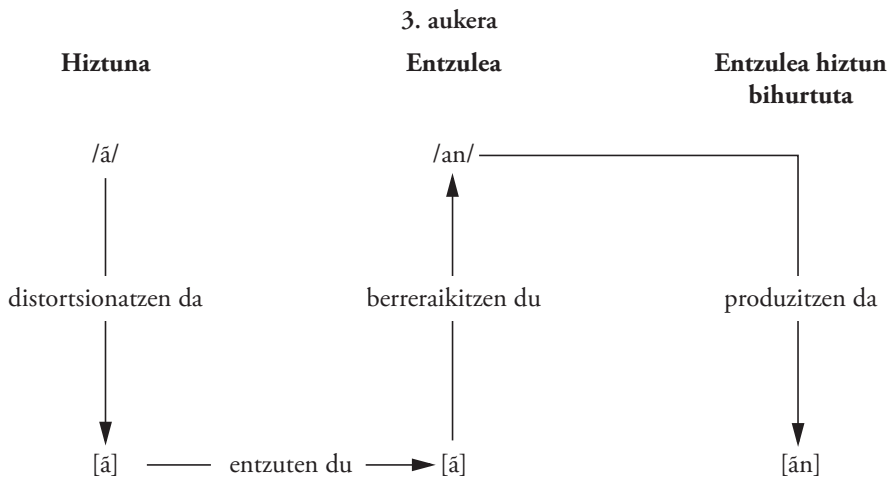 3. aukera
Hiztuna Entzulea Entzulea hiztun
bihurtuta
/ã/ /an/
distortsionatzen da berreraikitzen du produzitzen da
[ã] entzuten du [ã] [ãn]